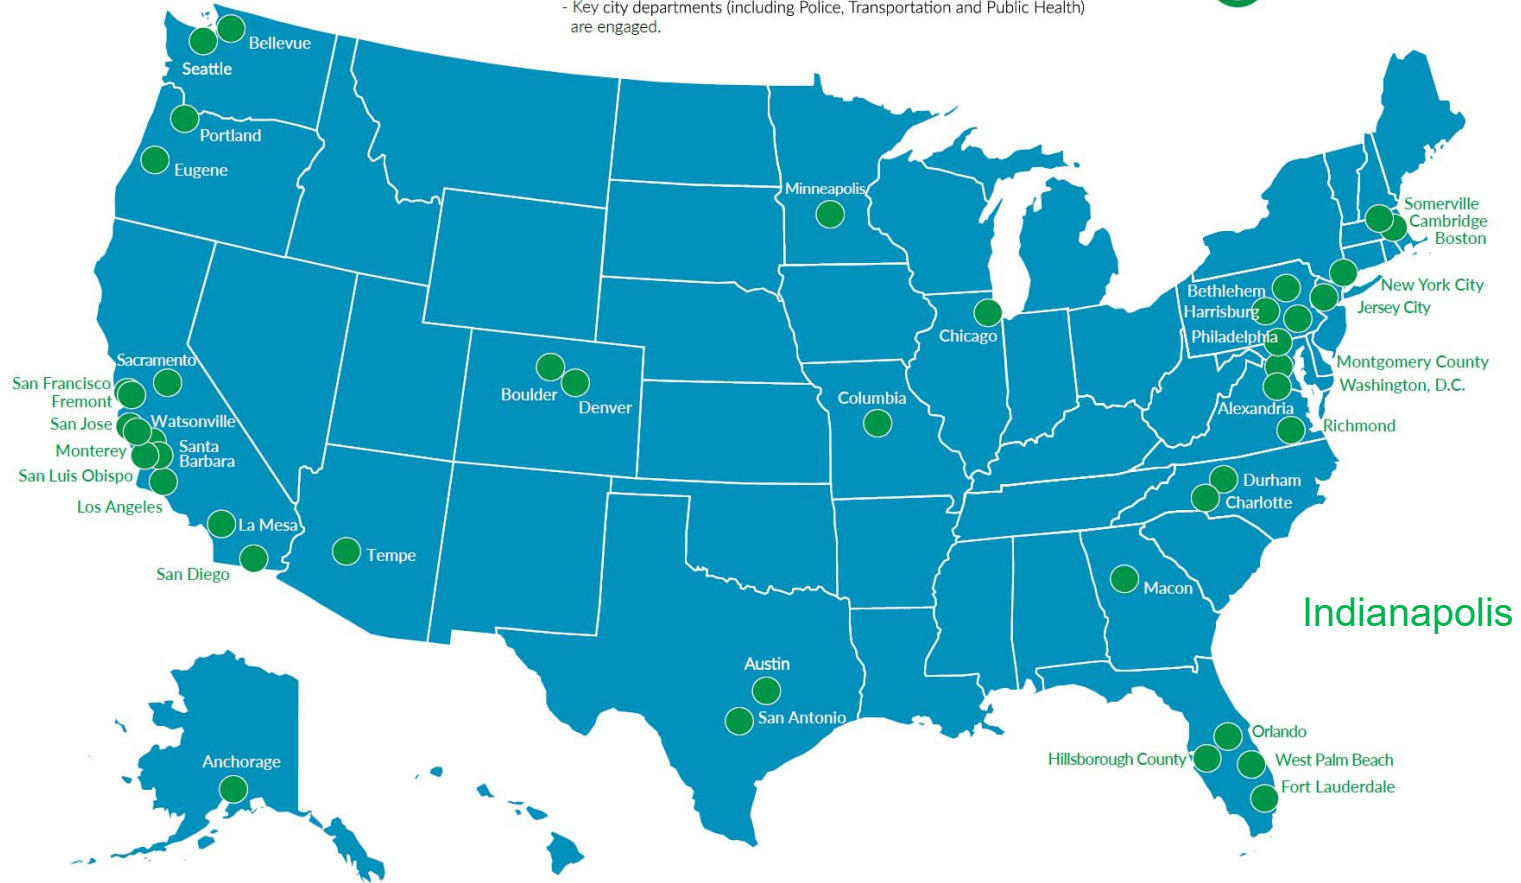 - Key city departments (including Police, Transportation and Public Health)
are engaged.
Bellevue
Seattle
Portland
Eugene
Minneapolis
Somerville
Cambridge
Boston
New York City
Jersey City
Bethlehem
Harrisburg
Philadelphia
Chicago
Montgomery County
Washington, D.C.
Alexandria
Richmond
Sacramento
San Francisco
Fremont
San Jose
Watsonville
Monterey
Santa
Barbara
San Luis Obispo
Los Angeles
Boulder
Denver
Columbia
Durham
Charlotte
La Mesa
San Diego
Tempe
Macon
Indianapolis
Austin
San Antonio
Orlando
Hillsborough County
West Palm Beach
Fort Lauderdale
Anchorage